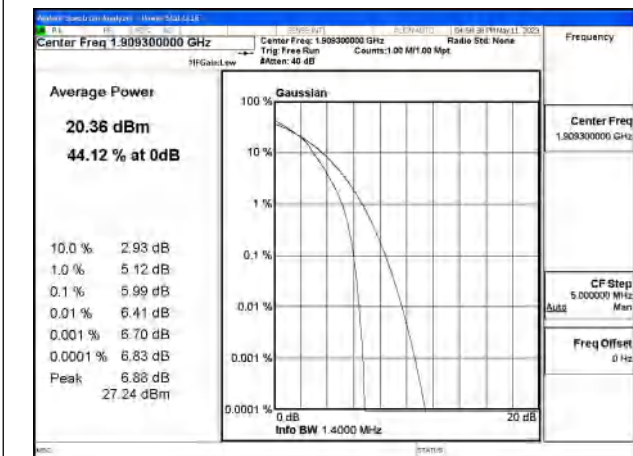 Center Freq 1.909300000 GHz
Center Freq: 1.909300000 GHz
Radio Std: None
Trig: Free Run
Counts:1.00 M/1.00 Mpt
#IFGain:Low
#Atten: 40 dB
Frequency
Average Power
20.36 dBm
44.12 % at 0dB
10.0 % 2.93 dB
1.0 % 5.12 dB
0.1 % 5.99 dB
0.01 % 6.41 dB
0.001 % 6.70 dB
0.0001 % 6.83 dB
Peak 6.88 dB
27.24 dBm
Gaussian
100 %
10 %
1 %
0.1 %
0.01 %
0.001 %
0.0001 %
0 dB
20 dB
Info BW 1.4000 MHz
Center Freq
1.909300000 GHz
CF Step
5.000000 MHz
Auto Man
Freq Offset
0 Hz
MSG
STATUS